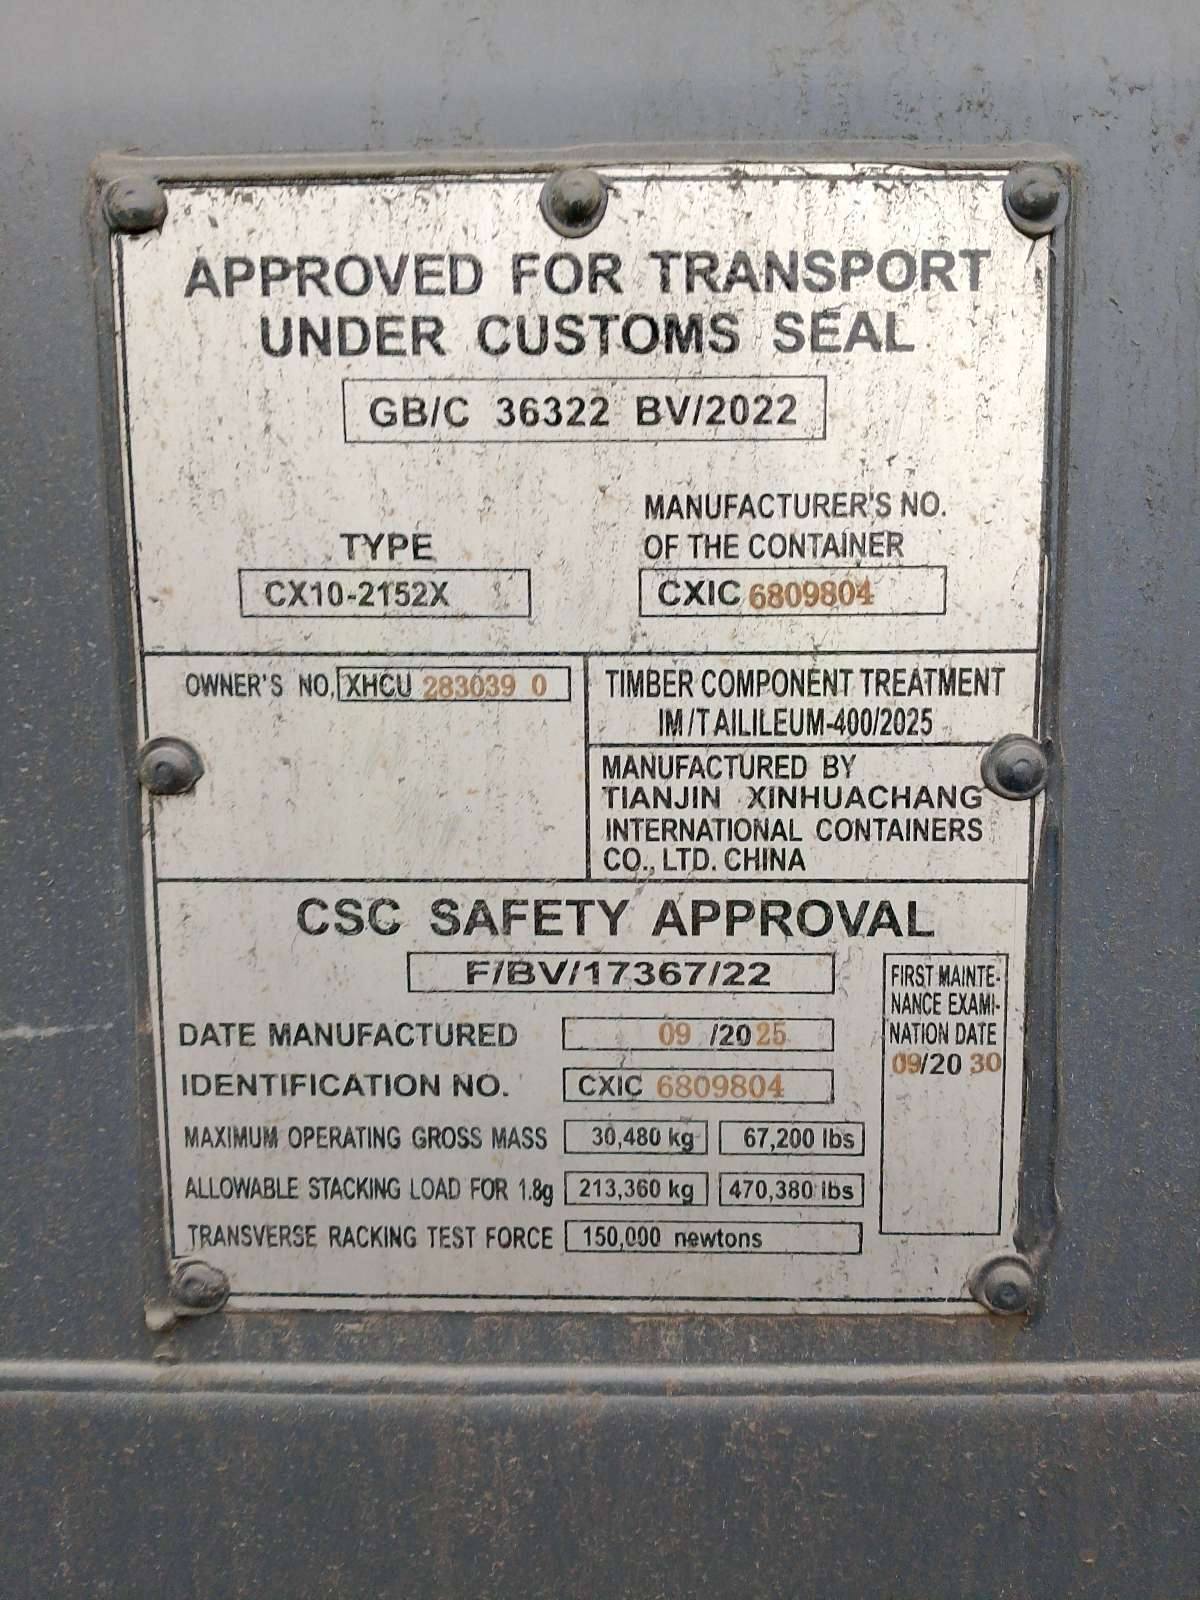 APPROVED FOR TRANSPORT
UNDER CUSTOMS SEAL
GB/C 36322 BV/2022
TYPE
CX10-2152X
MANUFACTURER'S NO.
OF THE CONTAINER
CXIC 6809804
OWNER'S NO. XHCU 283039 0
TIMBER COMPONENT TREATMENT
IM/TAILILEUM-400/2025
MANUFACTURED BY
TIANJIN XINHUACHANG
INTERNATIONAL CONTAINERS
CO., LTD. CHINA
CSC SAFETY APPROVAL
F/BV/17367/22
DATE MANUFACTURED 09 /2025
IDENTIFICATION NO. CXIC 6809804
MAXIMUM OPERATING GROSS MASS 30,480 kg 67,200 lbs
ALLOWABLE STACKING LOAD FOR 1.8g 213,360 kg 470,380 lbs
TRANSVERSE RACKING TEST FORCE 150,000 newtons
FIRST MAINTE-
NANCE EXAMI-
NATION DATE
09/20 30